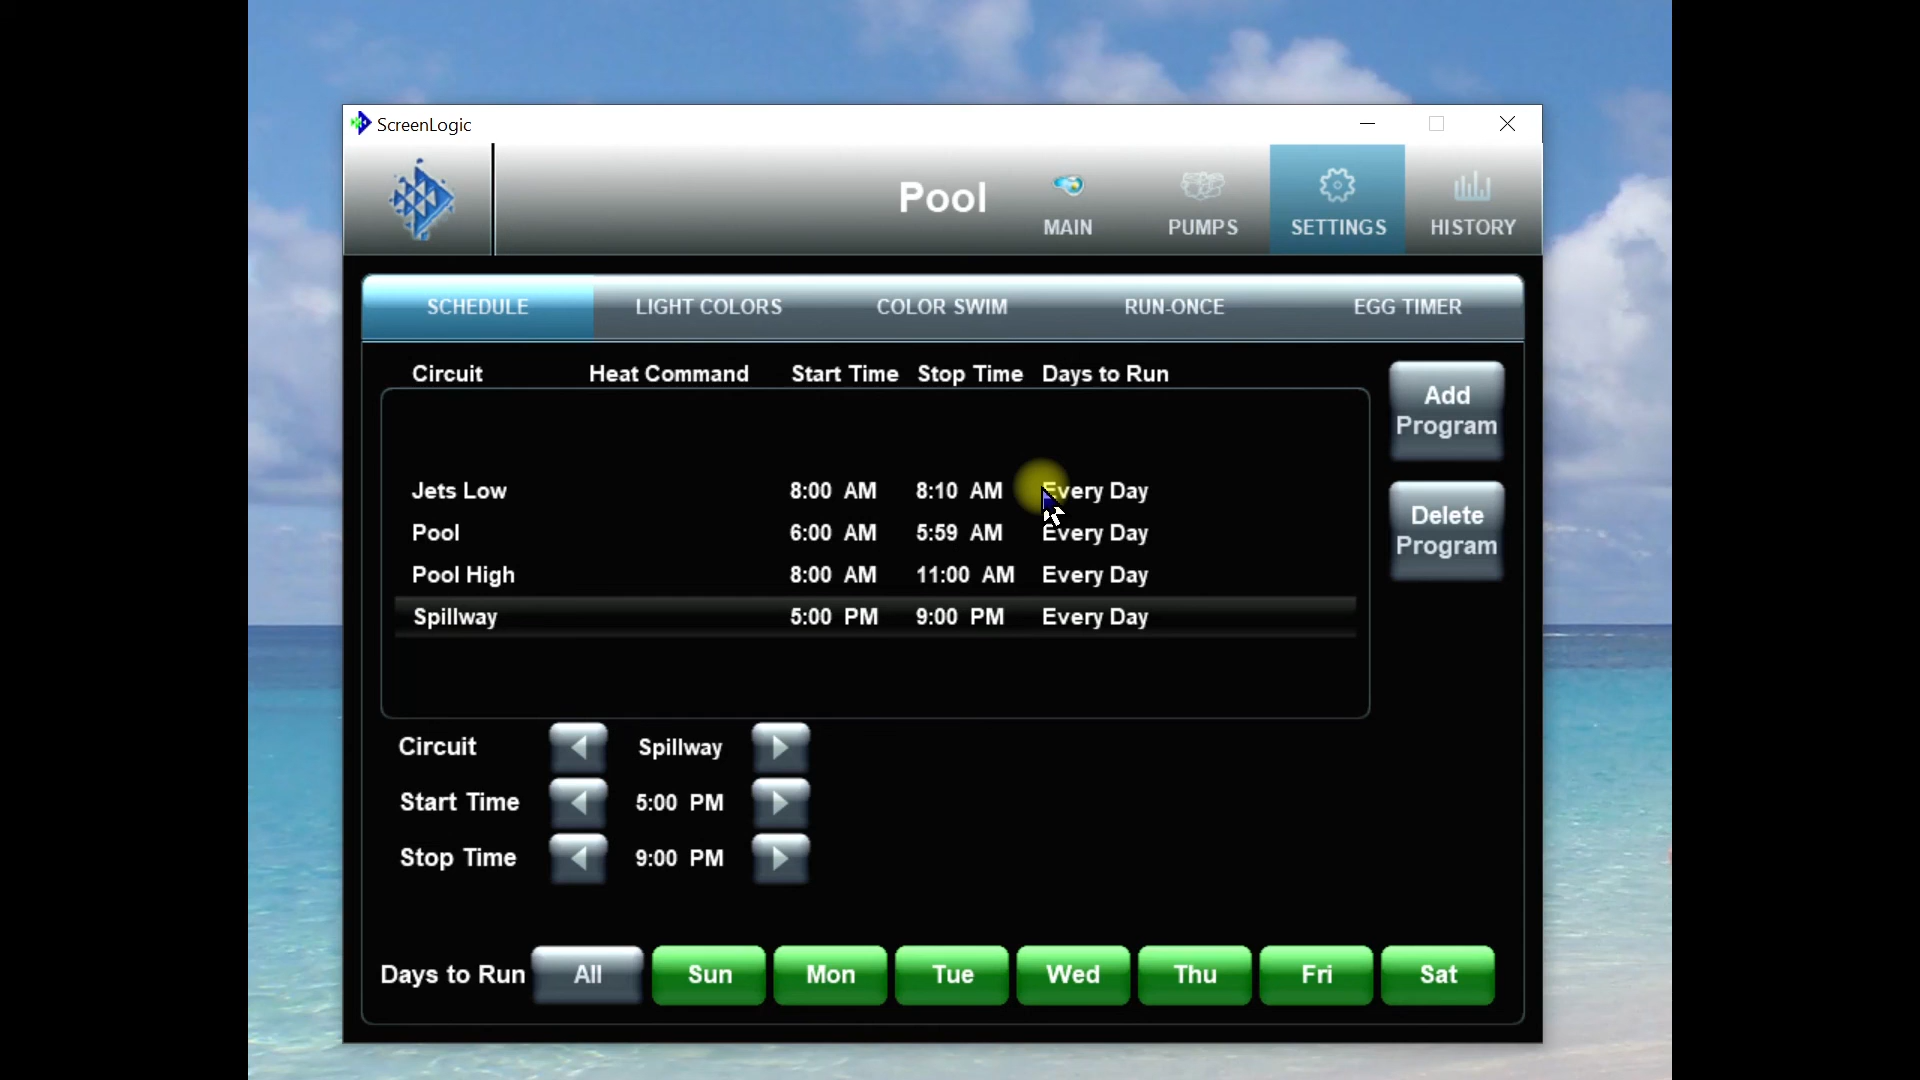 ScreenLogic
Pool
MAIN
PUMPS
SETTINGS
HISTORY
SCHEDULE
LIGHT COLORS
COLOR SWIM
RUN-ONCE
EGG TIMER
Circuit Heat Command Start Time Stop Time Days to Run
Jets Low 8:00 AM 8:10 AM Every Day
Pool 6:00 AM 5:59 AM Every Day
Pool High 8:00 AM 11:00 AM Every Day
Spillway 5:00 PM 9:00 PM Every Day
Add
Program
Delete
Program
Circuit Spillway
Start Time 5:00 PM
Stop Time 9:00 PM
Days to Run All Sun Mon Tue Wed Thu Fri Sat